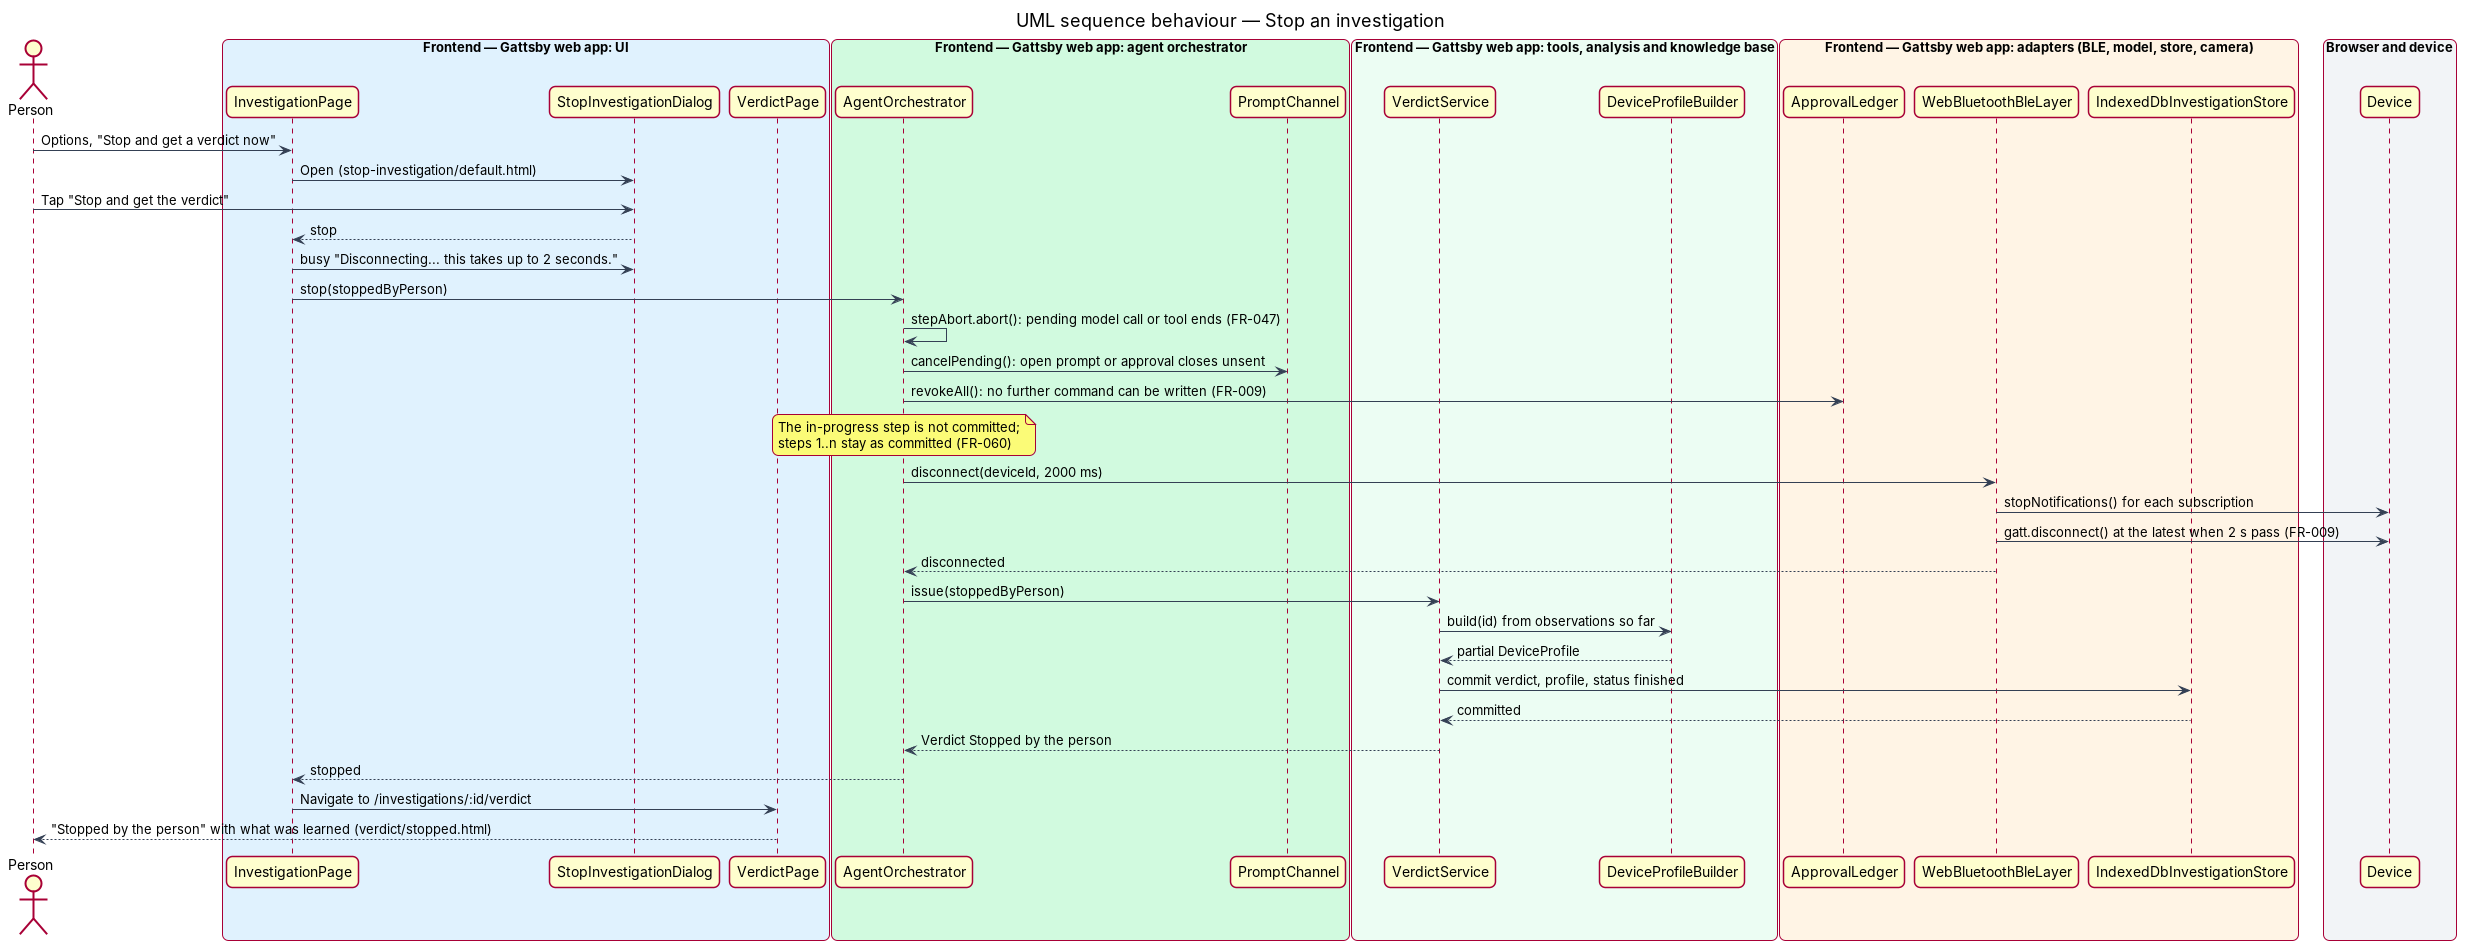 UML sequence behaviour — Stop an investigation
Frontend — Gattsby web app: UI
Frontend — Gattsby web app: agent orchestrator
Frontend — Gattsby web app: tools, analysis and knowledge base
Frontend — Gattsby web app: adapters (BLE, model, store, camera)
Browser and device
Person
InvestigationPage
StopInvestigationDialog
VerdictPage
AgentOrchestrator
PromptChannel
VerdictService
DeviceProfileBuilder
ApprovalLedger
WebBluetoothBleLayer
IndexedDbInvestigationStore
Device
Options, "Stop and get a verdict now"
Open (stop-investigation/default.html)
Tap "Stop and get the verdict"
stop
busy "Disconnecting... this takes up to 2 seconds."
stop(stoppedByPerson)
stepAbort.abort(): pending model call or tool ends (FR-047)
cancelPending(): open prompt or approval closes unsent
revokeAll(): no further command can be written (FR-009)
The in-progress step is not committed;
steps 1..n stay as committed (FR-060)
disconnect(deviceId, 2000 ms)
stopNotifications() for each subscription
gatt.disconnect() at the latest when 2 s pass (FR-009)
disconnected
issue(stoppedByPerson)
build(id) from observations so far
partial DeviceProfile
commit verdict, profile, status finished
committed
Verdict Stopped by the person
stopped
Navigate to /investigations/:id/verdict
"Stopped by the person" with what was learned (verdict/stopped.html)
Person
InvestigationPage
StopInvestigationDialog
VerdictPage
AgentOrchestrator
PromptChannel
VerdictService
DeviceProfileBuilder
ApprovalLedger
WebBluetoothBleLayer
IndexedDbInvestigationStore
Device